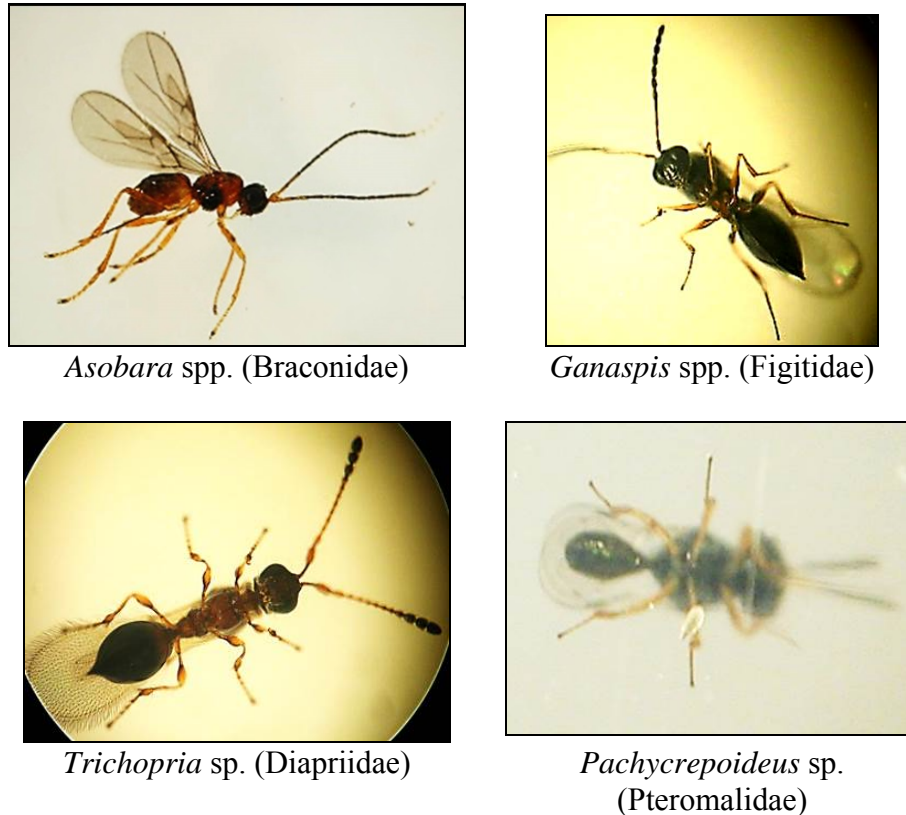 Asobara spp. (Braconidae)
Ganaspis spp. (Figitidae)
Trichopria sp. (Diapriidae)
Pachycrepoideus sp.
(Pteromalidae)